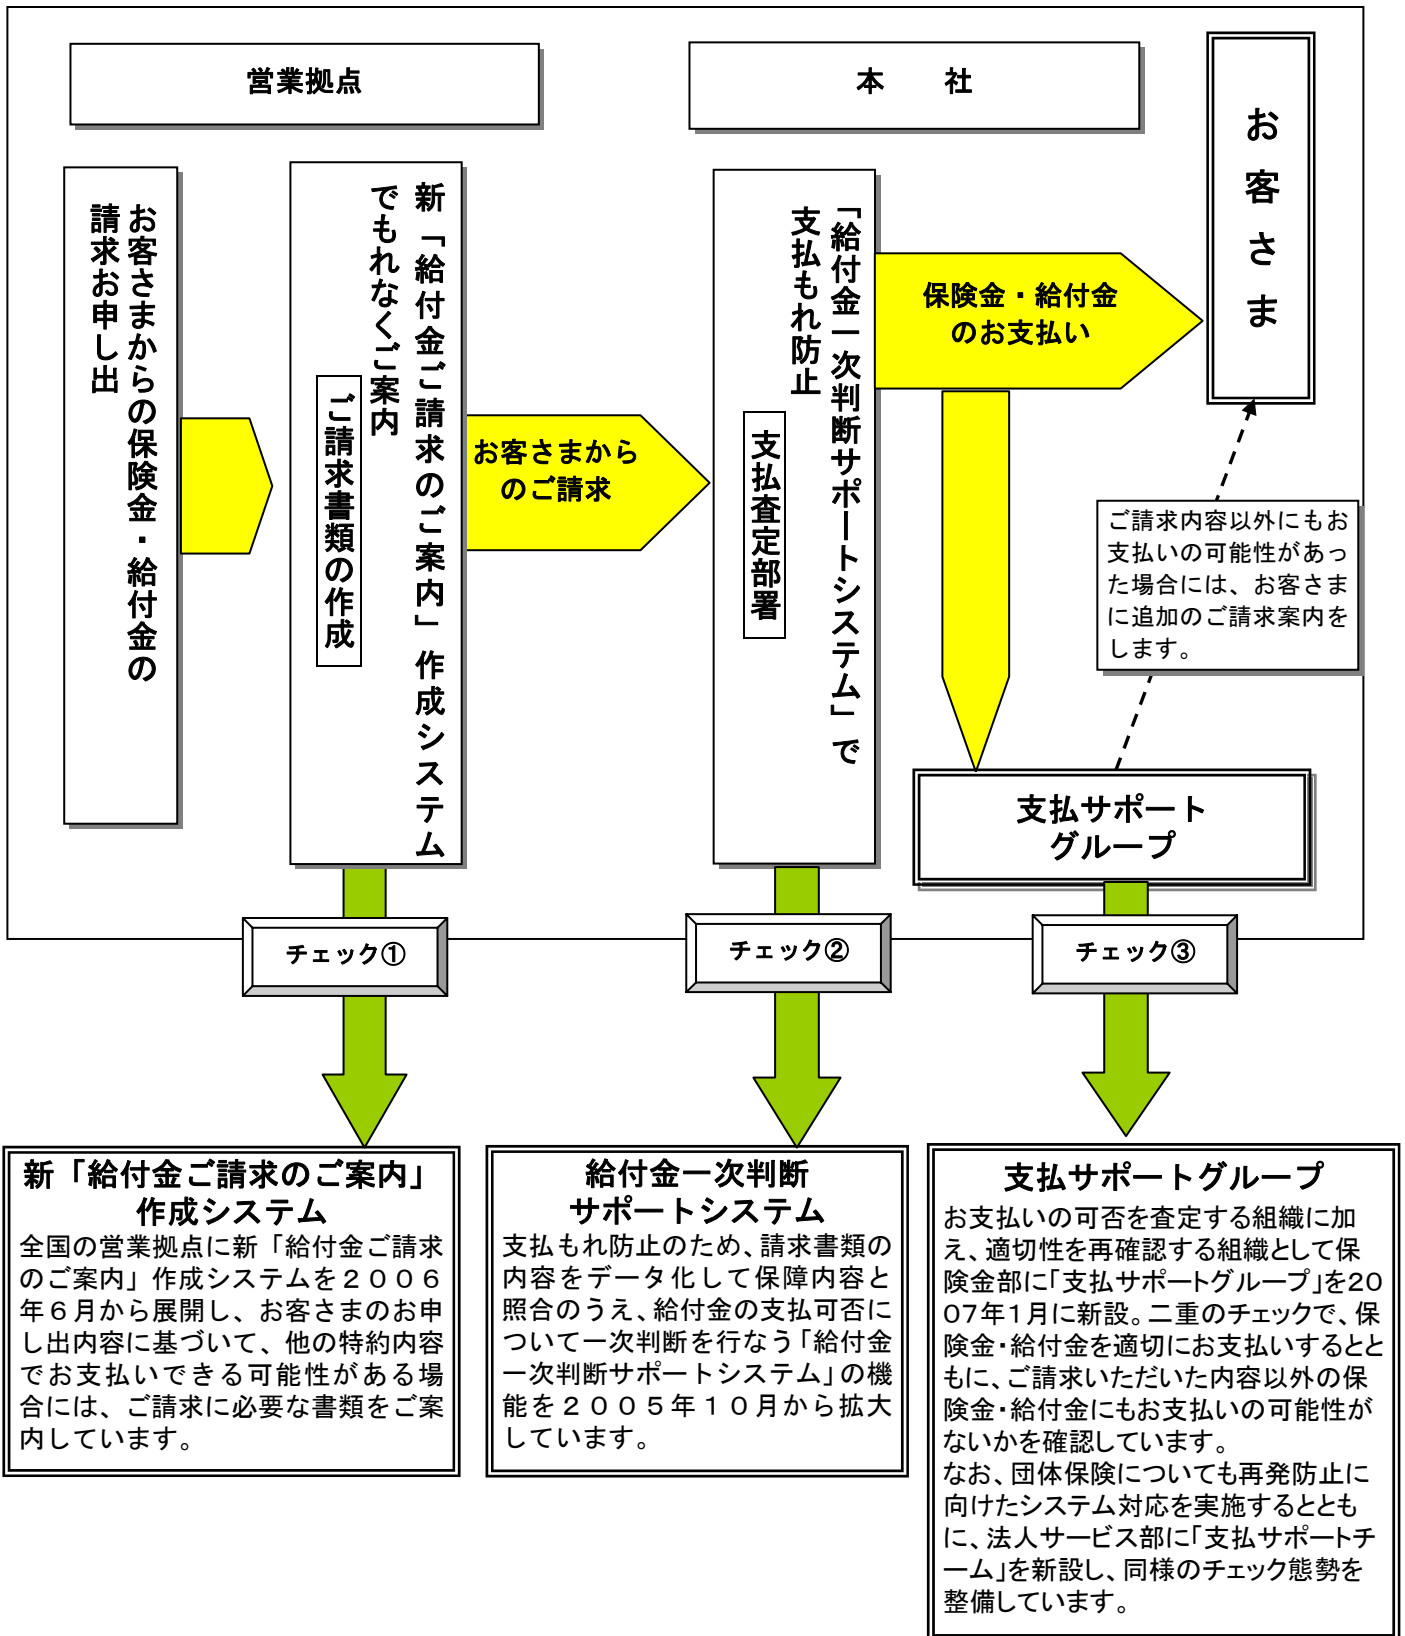 営業拠点
本　　社
お客さま
お客さまからの保険金・給付金の
請求お申し出
新「給付金ご請求のご案内」作成システム
でもれなくご案内
ご請求書類の作成
お客さまから
のご請求
「給付金一次判断サポートシステム」で
支払もれ防止
支払査定部署
保険金・給付金
のお支払い
ご請求内容以外にもお
支払いの可能性があっ
た場合には、お客さま
に追加のご請求案内を
します。
支払サポート
グループ
チェック①
チェック②
チェック③
新「給付金ご請求のご案内」
作成システム
全国の営業拠点に新「給付金ご請求
のご案内」作成システムを２００６
年６月から展開し、お客さまのお申
し出内容に基づいて、他の特約内容
でお支払いできる可能性がある場
合には、ご請求に必要な書類をご案
内しています。
給付金一次判断
サポートシステム
支払もれ防止のため、請求書類の
内容をデータ化して保障内容と
照合のうえ、給付金の支払可否に
ついて一次判断を行なう「給付金
一次判断サポートシステム」の機
能を２００５年１０月から拡大
しています。
支払サポートグループ
お支払いの可否を査定する組織に加
え、適切性を再確認する組織として保
険金部に「支払サポートグループ」を２０
０７年１月に新設。二重のチェックで、保
険金・給付金を適切にお支払いするとと
もに、ご請求いただいた内容以外の保
険金・給付金にもお支払いの可能性が
ないかを確認しています。
なお、団体保険についても再発防止に
向けたシステム対応を実施するととも
に、法人サービス部に「支払サポートチ
ーム」を新設し、同様のチェック態勢を
整備しています。